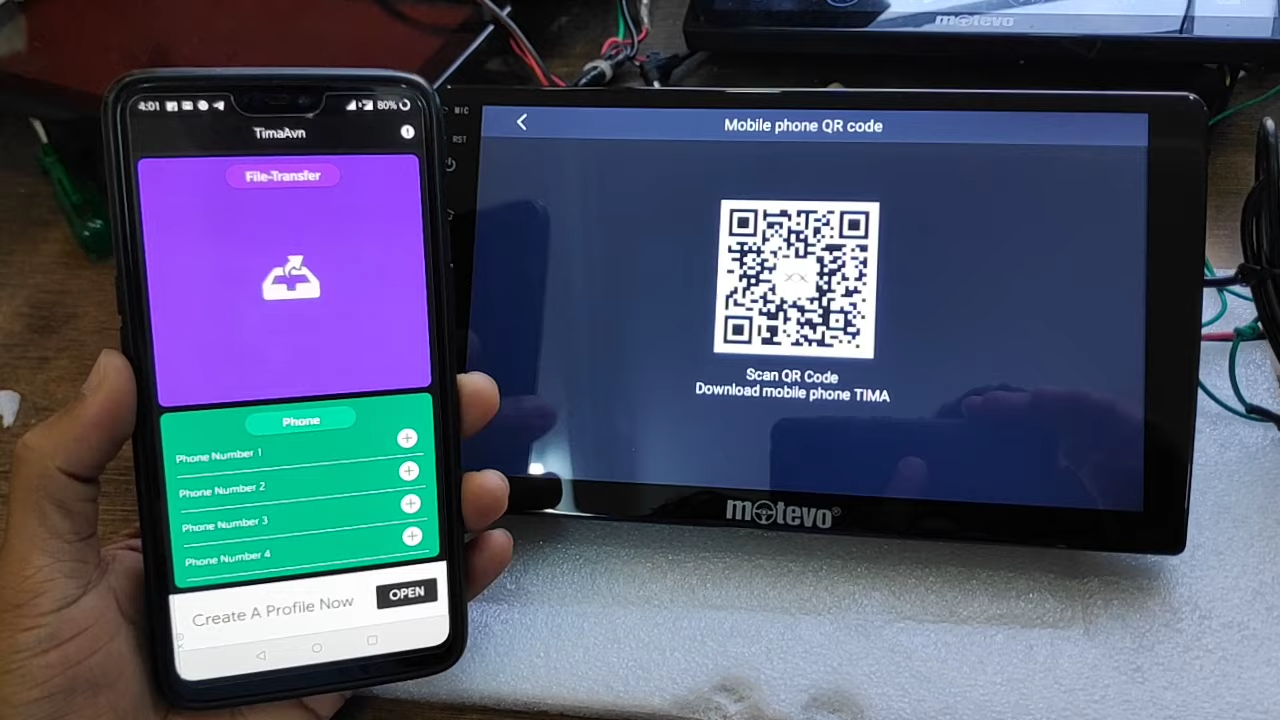 4:01
80%
TimaAvn
File-Transfer
Phone
Phone Number 1
Phone Number 2
Phone Number 3
Phone Number 4
Create A Profile Now
OPEN
motevo
MIC
RST
Mobile phone QR code
Scan QR Code
Download mobile phone TIMA
motevo®